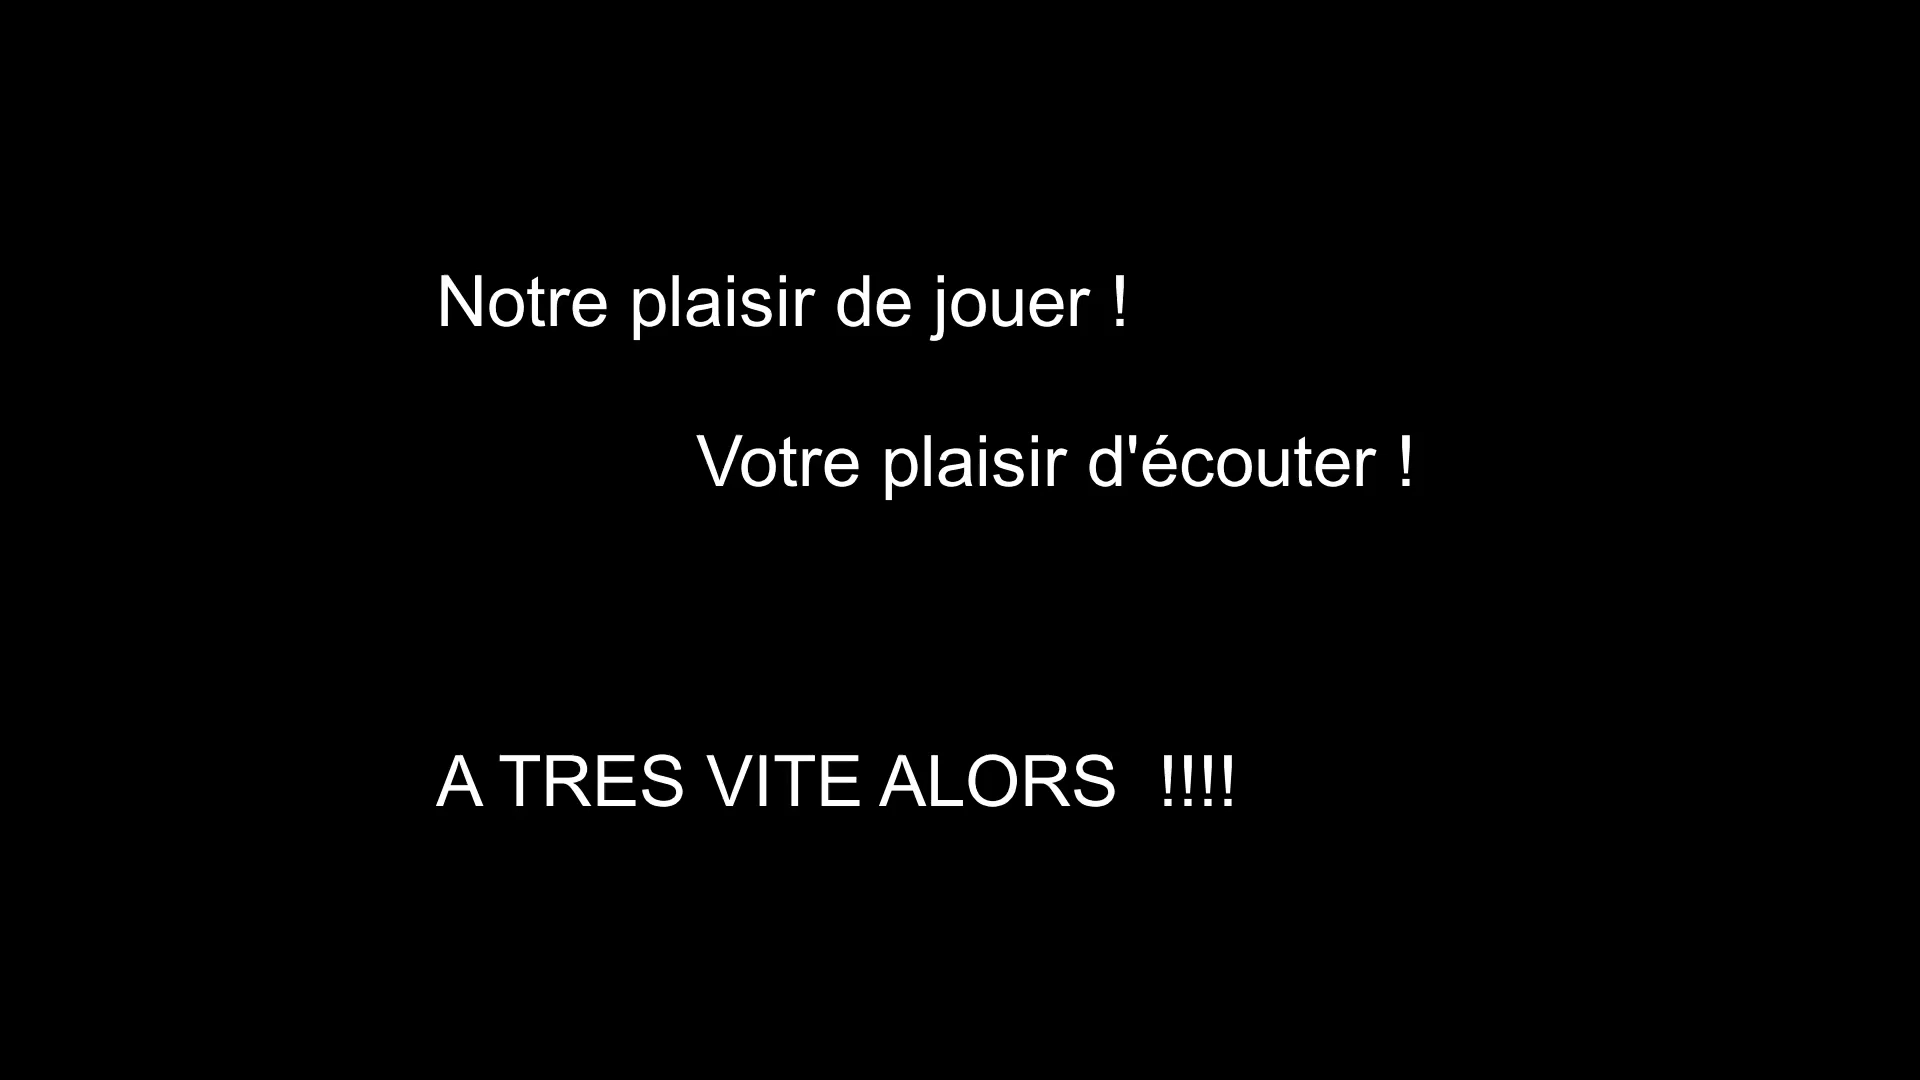 Notre plaisir de jouer !
Votre plaisir d'écouter !
A TRES VITE ALORS  !!!!